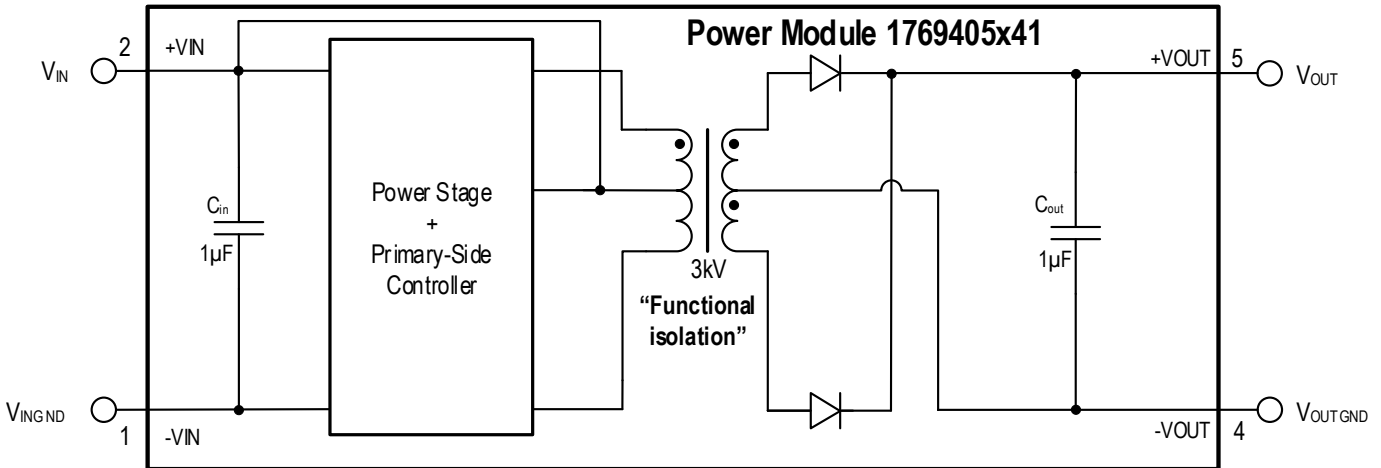 Power Module 1769405x41
2
+VIN
VIN
+VOUT
5
VOUT
Cin
1µF
Power Stage
+
Primary-Side
Controller
3kV
“Functional
isolation”
Cout
1µF
VINGND
1
-VIN
-VOUT
4
VOUTGND